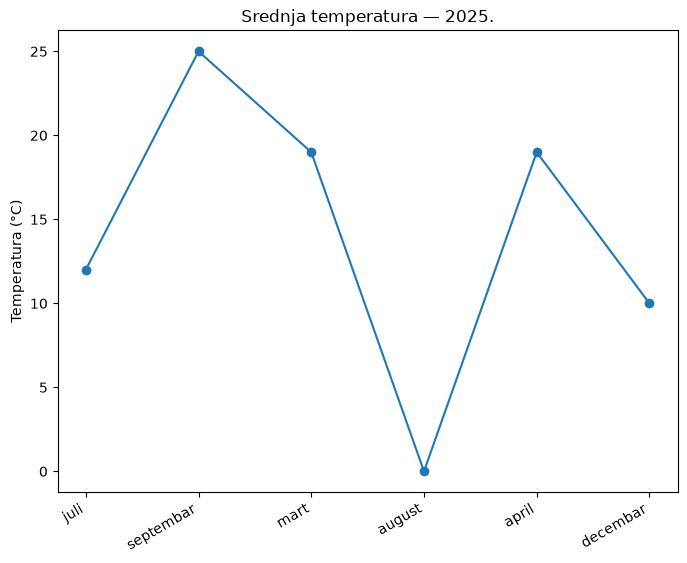 Srednja temperatura — 2025.
Temperatura (°C)
25
20
15
10
5
0
juli
septembar
mart
august
april
decembar